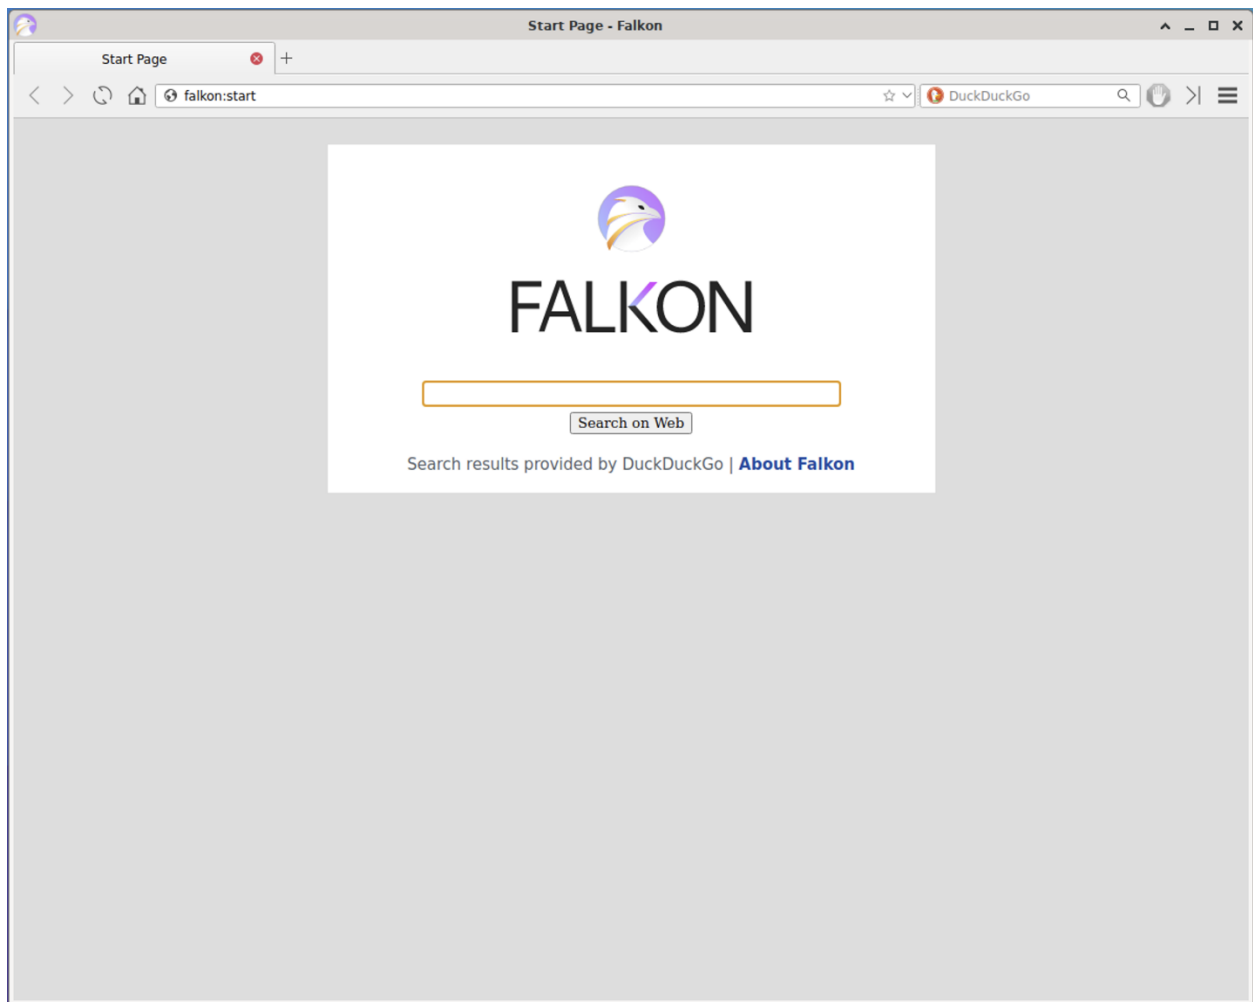 Start Page - Falkon
Start Page
falkon:start
DuckDuckGo
FALKON
Search on Web
Search results provided by DuckDuckGo | About Falkon